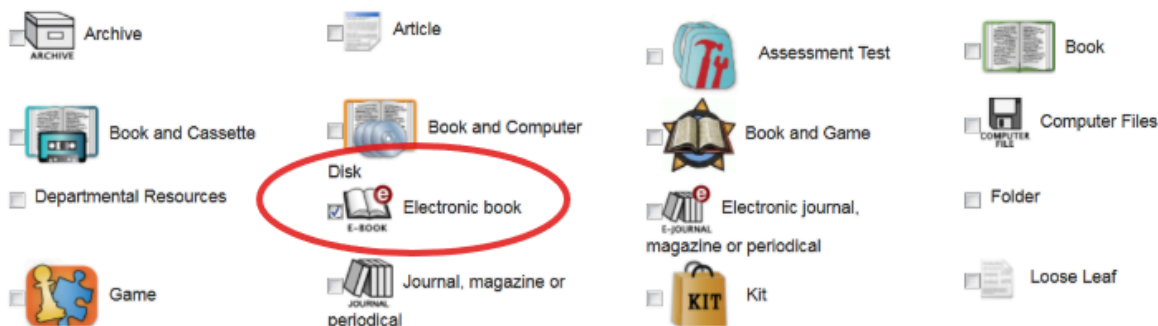 Archive
ARCHIVE
Article
Assessment Test
Book
Book and Cassette
Book and Computer
Disk
Book and Game
Computer Files
COMPUTER
FILE
Departmental Resources
Electronic book
E-BOOK
Electronic journal,
magazine or periodical
E-JOURNAL
Folder
Game
Journal, magazine or
periodical
JOURNAL
Kit
KIT
Loose Leaf